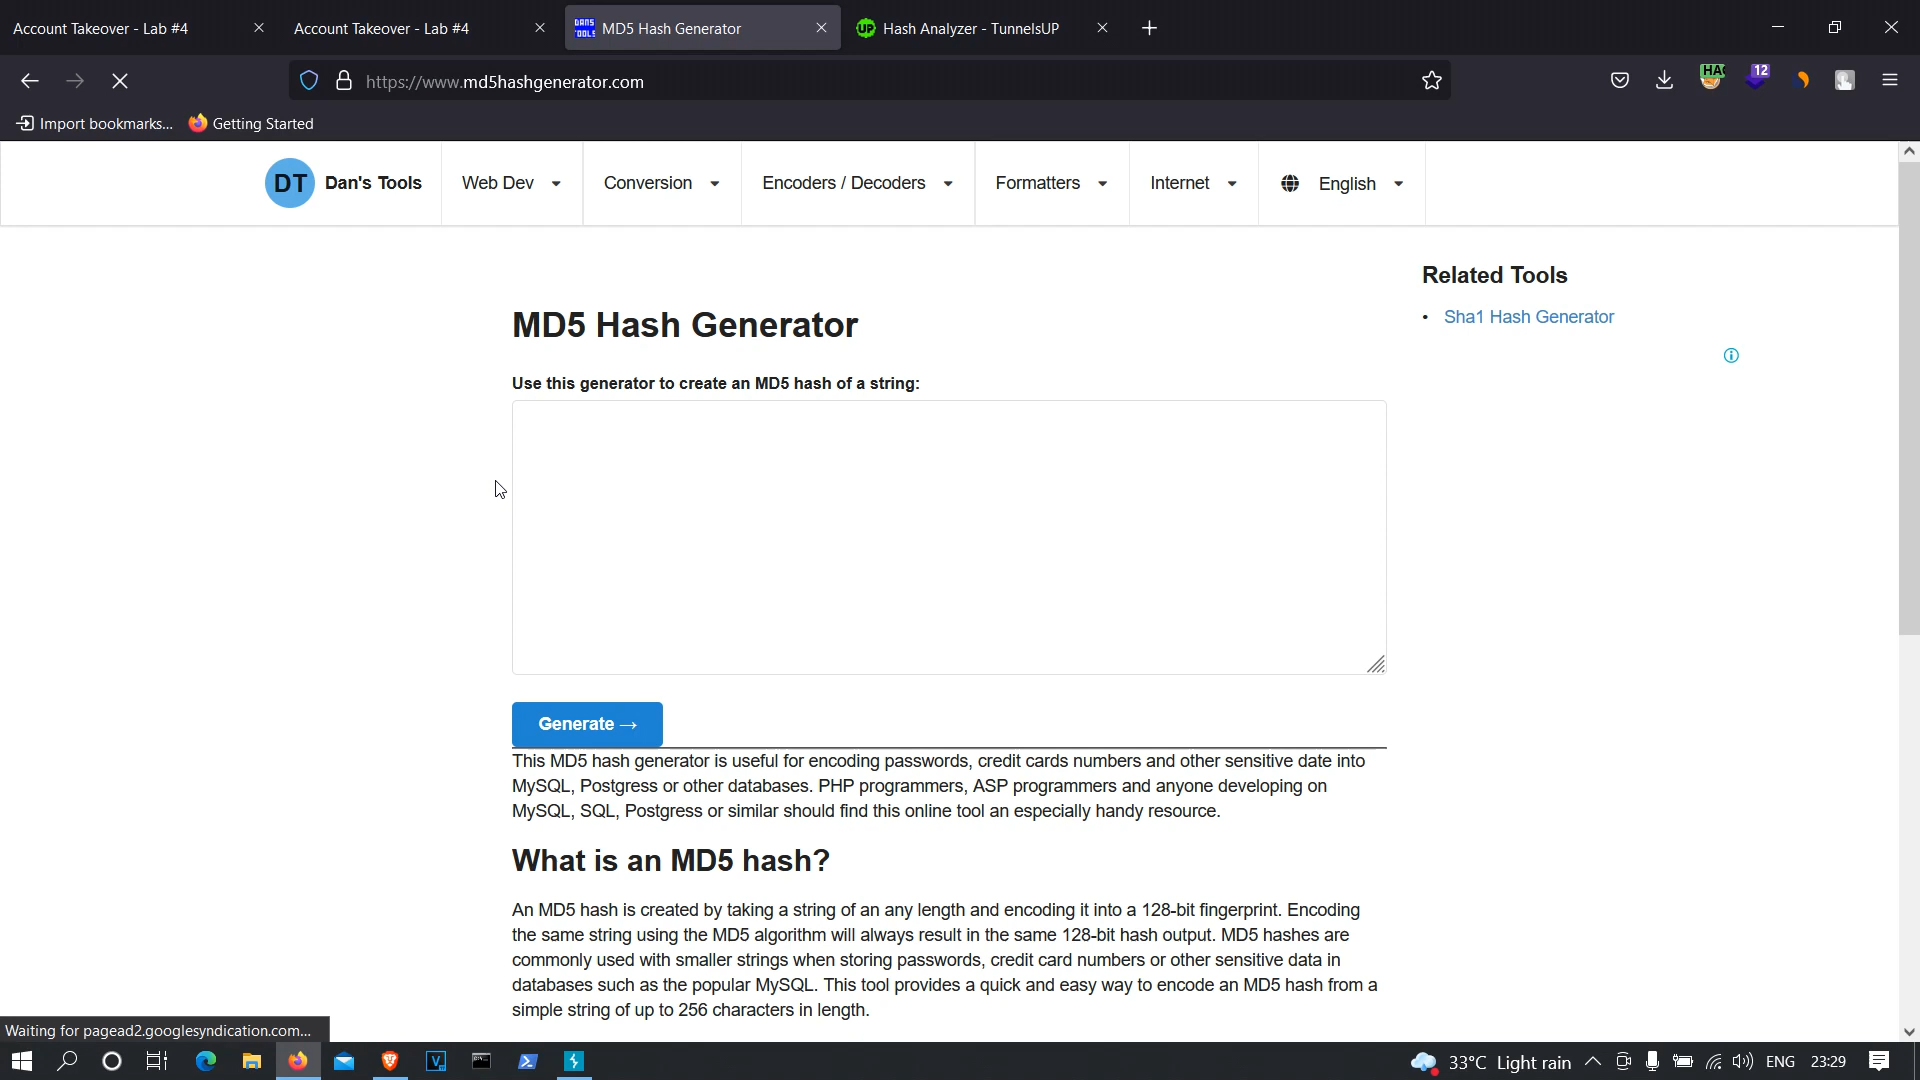 Account Takeover - Lab #4
Account Takeover - Lab #4
DANS TOOLS
MD5 Hash Generator
UP
Hash Analyzer - TunnelsUP
https://www.md5hashgenerator.com
12
Import bookmarks...
Getting Started
DT
Dan's Tools
Web Dev
Conversion
Encoders / Decoders
Formatters
Internet
English
Related Tools
• Sha1 Hash Generator
MD5 Hash Generator
Use this generator to create an MD5 hash of a string:
Generate →
This MD5 hash generator is useful for encoding passwords, credit cards numbers and other sensitive date into
MySQL, Postgress or other databases. PHP programmers, ASP programmers and anyone developing on
MySQL, SQL, Postgress or similar should find this online tool an especially handy resource.
What is an MD5 hash?
An MD5 hash is created by taking a string of an any length and encoding it into a 128-bit fingerprint. Encoding
the same string using the MD5 algorithm will always result in the same 128-bit hash output. MD5 hashes are
commonly used with smaller strings when storing passwords, credit card numbers or other sensitive data in
databases such as the popular MySQL. This tool provides a quick and easy way to encode an MD5 hash from a
simple string of up to 256 characters in length.
Waiting for pagead2.googlesyndication.com...
33°C Light rain
ENG
23:29